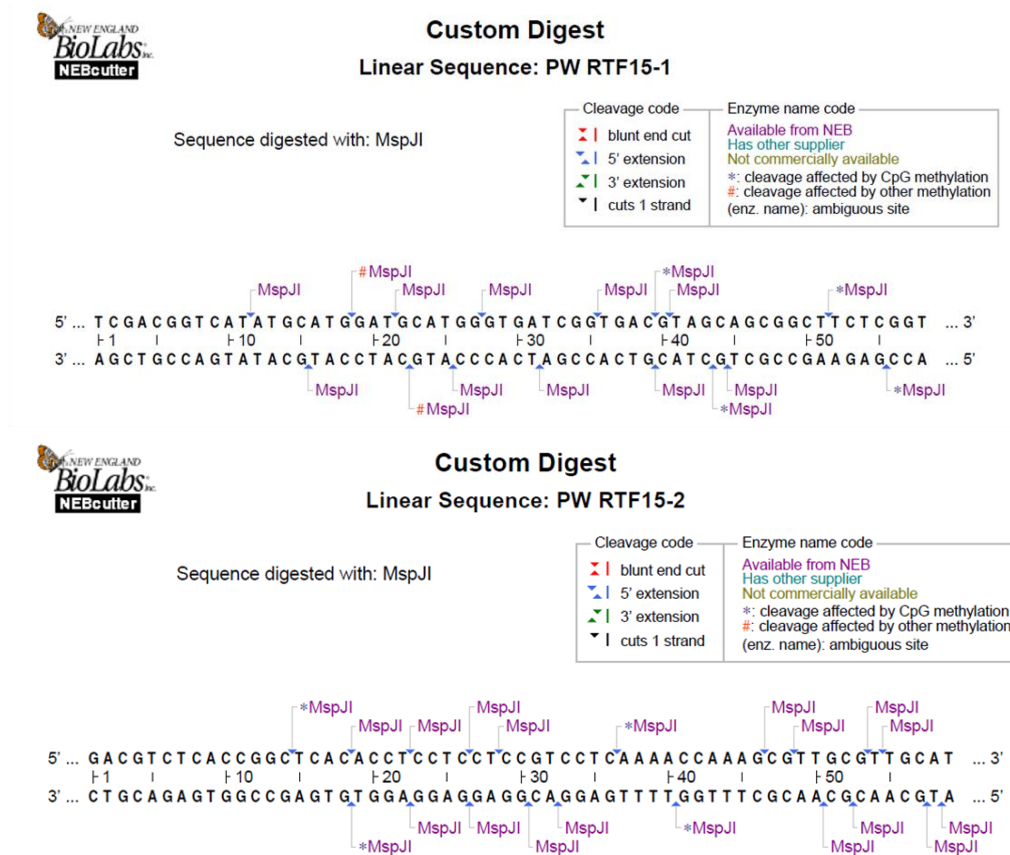 NEW ENGLAND
BioLabs Inc.
NEBcutter
Custom Digest
Linear Sequence: PW RTF15-1
Sequence digested with: MspJI
Cleavage code
blunt end cut
5' extension
3' extension
cuts 1 strand
Enzyme name code
Available from NEB
Has other supplier
Not commercially available
*: cleavage affected by CpG methylation
#: cleavage affected by other methylation
(enz. name): ambiguous site
#MspJI *MspJI
MspJI MspJI MspJI MspJI MspJI *MspJI
5' ... TCGACGGTCATATGCATGGATGCATGGGTGATCGGTGACGTAGCAGCGGCTTCTCGGT ... 3'
1 10 20 30 40 50
3' ... AGCTGCCAGTATACGTACCTACGTACCCACTAGCCACTGCATCGTCGCCGAAGAGCCA ... 5'
MspJI MspJI MspJI MspJI MspJI *MspJI
#MspJI *MspJI
NEW ENGLAND
BioLabs Inc.
NEBcutter
Custom Digest
Linear Sequence: PW RTF15-2
Sequence digested with: MspJI
Cleavage code
blunt end cut
5' extension
3' extension
cuts 1 strand
Enzyme name code
Available from NEB
Has other supplier
Not commercially available
*: cleavage affected by CpG methylation
#: cleavage affected by other methylation
(enz. name): ambiguous site
*MspJI MspJI MspJI MspJI
MspJI MspJI MspJI *MspJI MspJI MspJI
5' ... GACGTCTCACCGGCTCACACCTCCTCCTCCGTCCTCAAAACCAAAGCGTTGCGTTGCAT ... 3'
1 10 20 30 40 50
3' ... CTGCAGAGTGGCCGAGTGTGGAGGAGGAGGCAGGAGTTTTGGTTTCGCAACGCAACGTA ... 5'
MspJI MspJI MspJI *MspJI MspJI MspJI
*MspJI MspJI MspJI MspJI